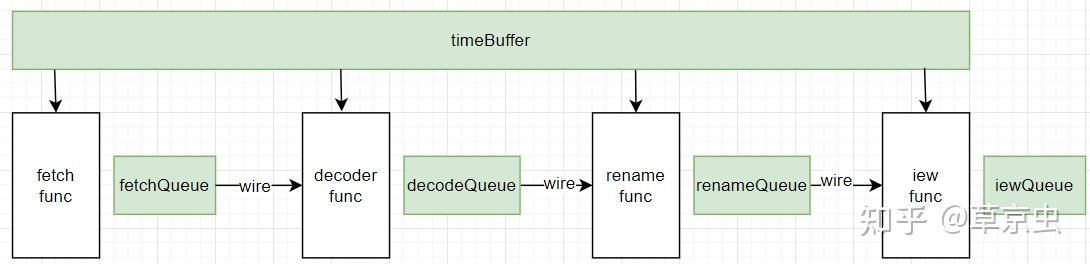 timeBuffer
fetch
func
fetchQueue
wire
decoder
func
decodeQueue
wire
rename
func
renameQueue
wire
iew
func
iewQueue
知乎 @草京虫